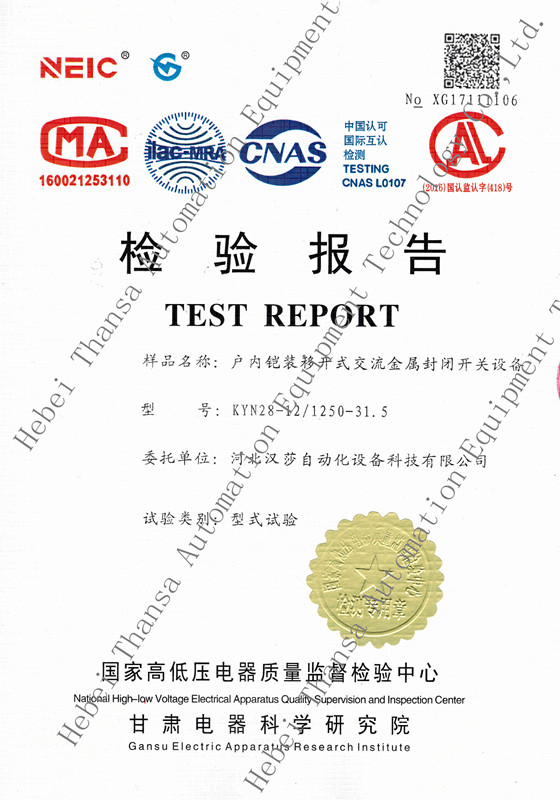 NEIC ® G ®
No XG17111106
CMA
160021253110
ilac-MRA
CNAS
中国认可
国际互认
检测
TESTING
CNAS L0107
CAL
(2016)国认监认字(418)号
检验报告
TEST REPORT
样品名称：户内铠装移开式交流金属封闭开关设备
型 号：KYN28-12/1250-31.5
委托单位：河北汉莎自动化设备科技有限公司
试验类别：型式试验
检测专用章
国家高低压电器质量监督检验中心
National High-low Voltage Electrical Apparatus Quality Supervision and Inspection Center
甘肃电器科学研究院
Gansu Electric Apparatus Research Institute
Hebei Thansa Automation Equipment Technology Co., Ltd.
Hebei Thansa Automation Equipment Technology Co., Ltd.
Hebei Thansa Automation Equipment T